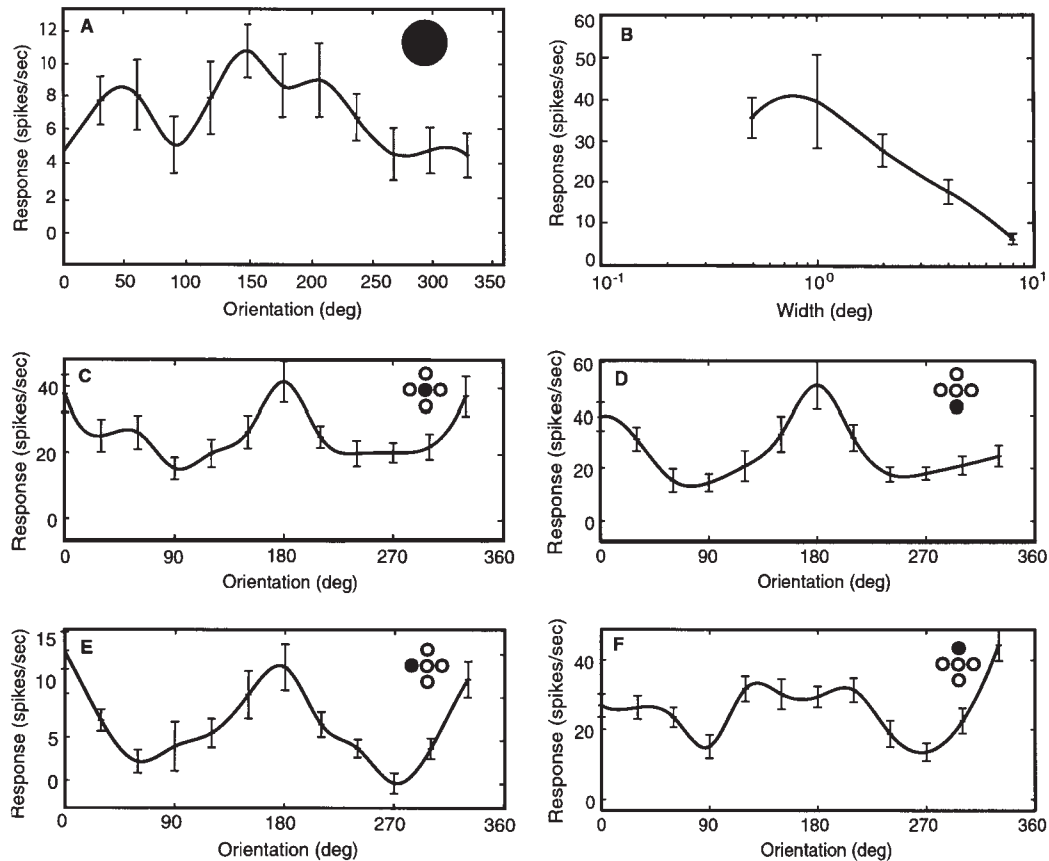 A
Response (spikes/sec)
12
10
8
6
4
2
0
0 50 100 150 200 250 300 350
Orientation (deg)
B
Response (spikes/sec)
60
50
40
30
20
10
0
10-1 100 101
Width (deg)
C
Response (spikes/sec)
40
20
0
0 90 180 270 360
Orientation (deg)
D
Response (spikes/sec)
60
40
20
0
0 90 180 270 360
Orientation (deg)
E
Response (spikes/sec)
15
10
5
0
0 90 180 270 360
Orientation (deg)
F
Response (spikes/sec)
40
20
0
0 90 180 270 360
Orientation (deg)